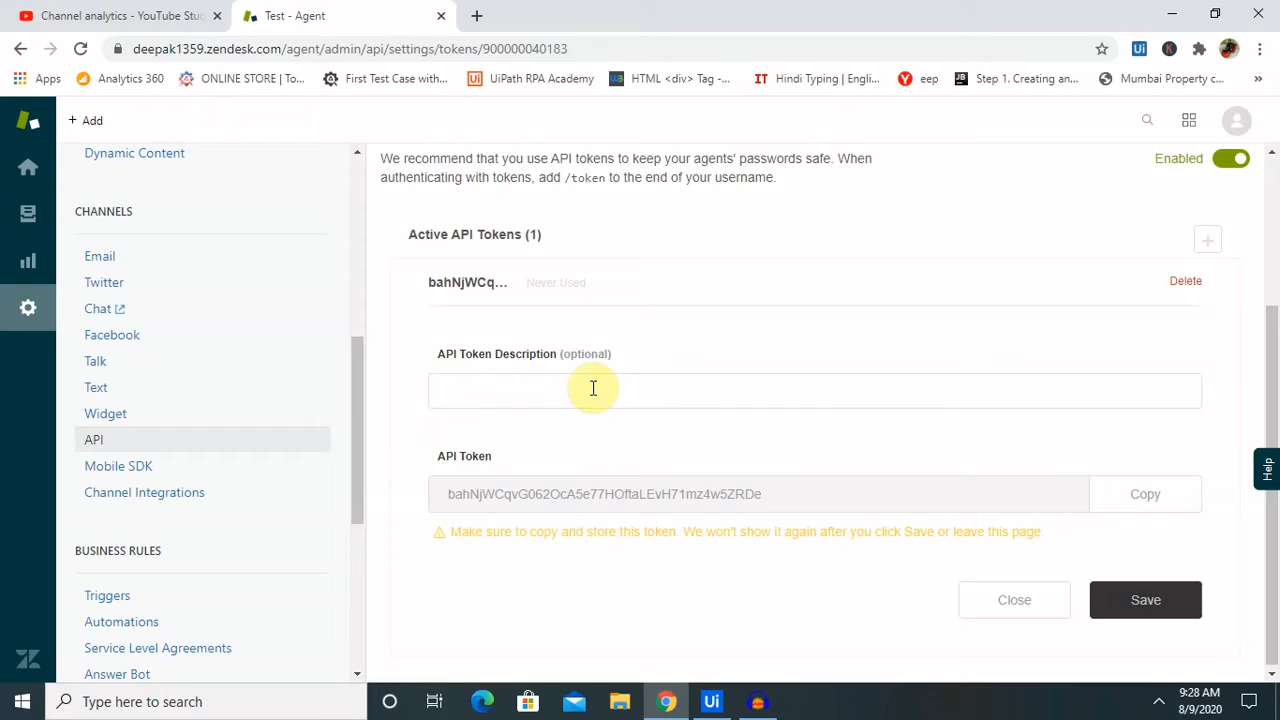 Channel analytics - YouTube Stu
Test - Agent
deepak1359.zendesk.com/agent/admin/api/settings/tokens/900000040183
Apps
Analytics 360
ONLINE STORE | To...
First Test Case with...
UiPath RPA Academy
HTML <div> Tag -...
Hindi Typing | Engli...
eep
Step 1. Creating an...
Mumbai Property c...
+ Add
Dynamic Content
CHANNELS
Email
Twitter
Chat
Facebook
Talk
Text
Widget
API
Mobile SDK
Channel Integrations
BUSINESS RULES
Triggers
Automations
Service Level Agreements
Answer Bot
We recommend that you use API tokens to keep your agents' passwords safe. When
authenticating with tokens, add /token to the end of your username.
Enabled
Active API Tokens (1)
bahNjWCq...
Never Used
Delete
API Token Description (optional)
API Token
bahNjWCqvG062OcA5e77HOftaLEvH71mz4w5ZRDe
Copy
Make sure to copy and store this token. We won't show it again after you click Save or leave this page.
Close
Save
Help
Type here to search
9:28 AM
8/9/2020